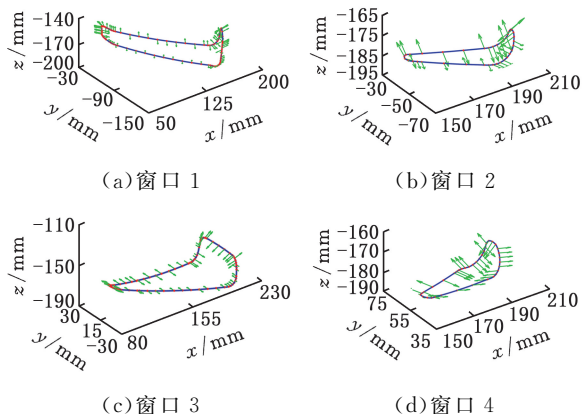 z/mm
-140
-170
-200
-30
-90
-150
y/mm
50
125
200
x/mm
(a)窗口 1
z/mm
-165
-175
-185
-195
-30
-50
-70
y/mm
150
170
190
210
x/mm
(b)窗口 2
z/mm
-110
-150
-190
30
15
-30
y/mm
80
155
230
x/mm
(c)窗口 3
z/mm
-160
-170
-180
-190
75
55
35
y/mm
150
170
190
210
x/mm
(d)窗口 4